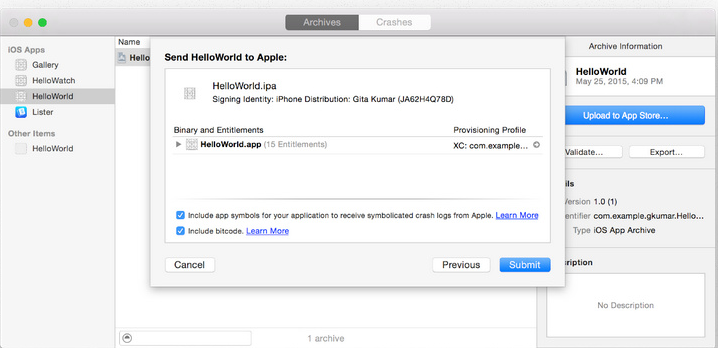 Archives
Crashes
iOS Apps
Gallery
HelloWatch
HelloWorld
Lister
Other Items
HelloWorld
Name
Hello
Send HelloWorld to Apple:
HelloWorld.ipa
Signing Identity: iPhone Distribution: Gita Kumar (JA62H4Q78D)
Binary and Entitlements Provisioning Profile
HelloWorld.app (15 Entitlements) XC: com.example...
Include app symbols for your application to receive symbolicated crash logs from Apple. Learn More
Include bitcode. Learn More
Cancel
Previous
Submit
1 archive
Archive Information
HelloWorld
May 25, 2015, 4:09 PM
Upload to App Store...
Validate...
Export...
ils
Version 1.0 (1)
entifier com.example.gkumar.Hello...
Type iOS App Archive
ription
No Description